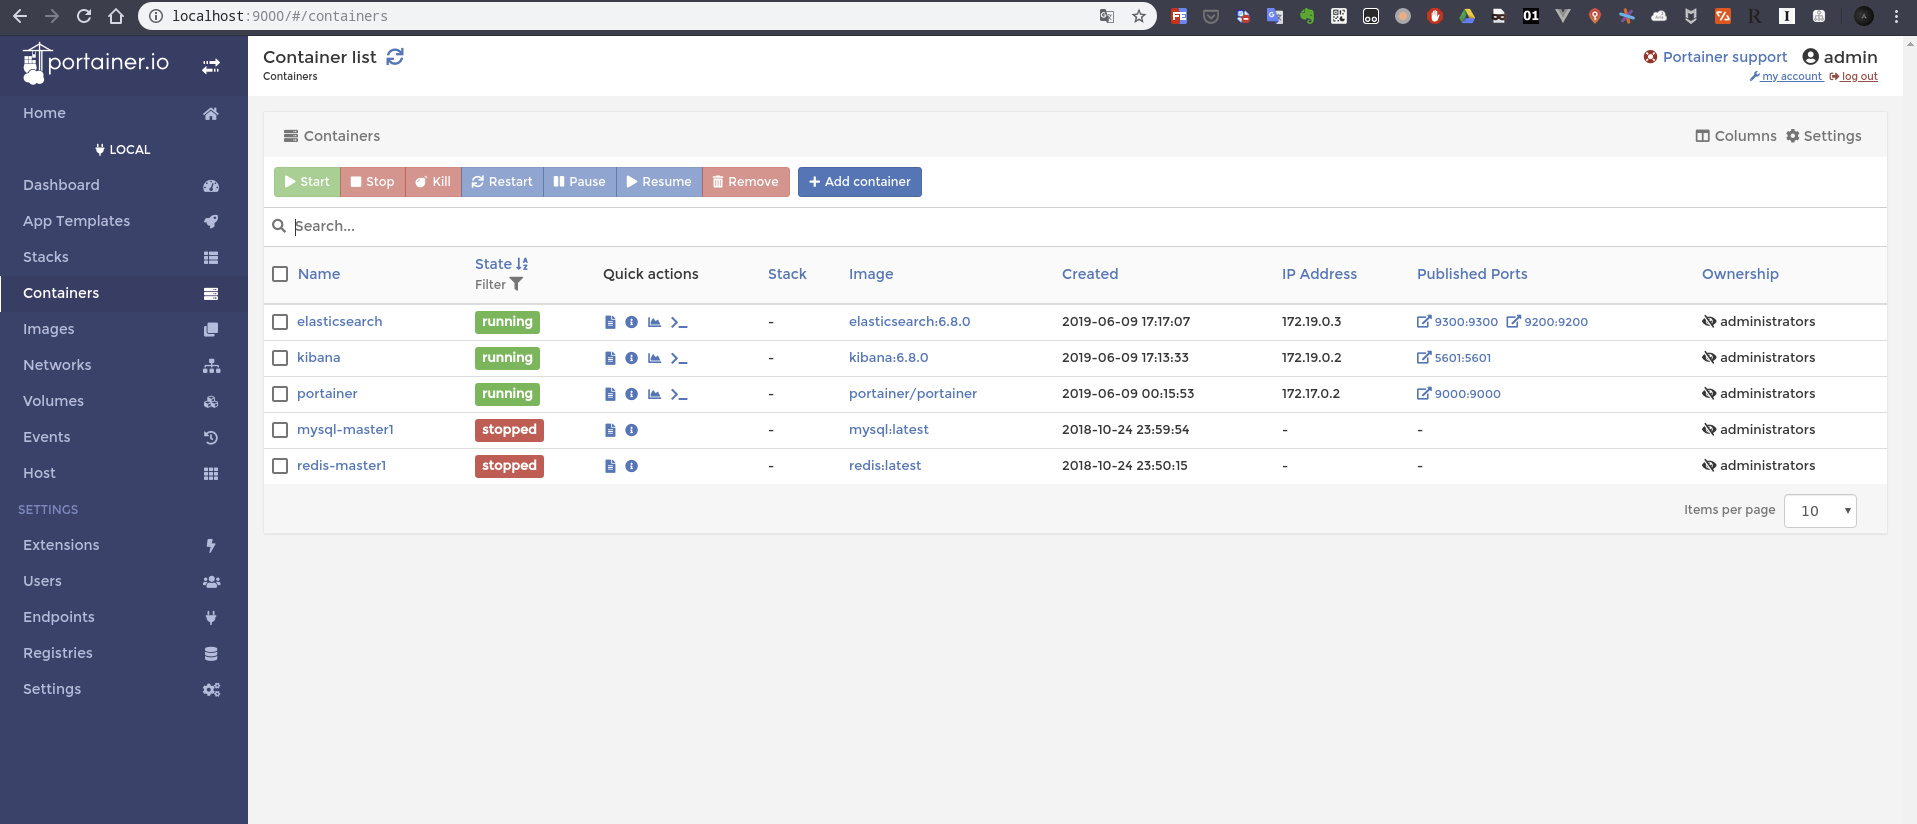 localhost:9000/#/containers
FE 01 R I A
portainer.io
Home
LOCAL
Dashboard
App Templates
Stacks
Containers
Images
Networks
Volumes
Events
Host
SETTINGS
Extensions
Users
Endpoints
Registries
Settings
Container list
Containers
Portainer support admin
my account log out
Containers Columns Settings
Start Stop Kill Restart Pause Resume Remove Add container
Search...
Name State Filter Quick actions Stack Image Created IP Address Published Ports Ownership
elasticsearch running - elasticsearch:6.8.0 2019-06-09 17:17:07 172.19.0.3 9300:9300 9200:9200 administrators
kibana running - kibana:6.8.0 2019-06-09 17:13:33 172.19.0.2 5601:5601 administrators
portainer running - portainer/portainer 2019-06-09 00:15:53 172.17.0.2 9000:9000 administrators
mysql-master1 stopped - mysql:latest 2018-10-24 23:59:54 - - administrators
redis-master1 stopped - redis:latest 2018-10-24 23:50:15 - - administrators
Items per page 10